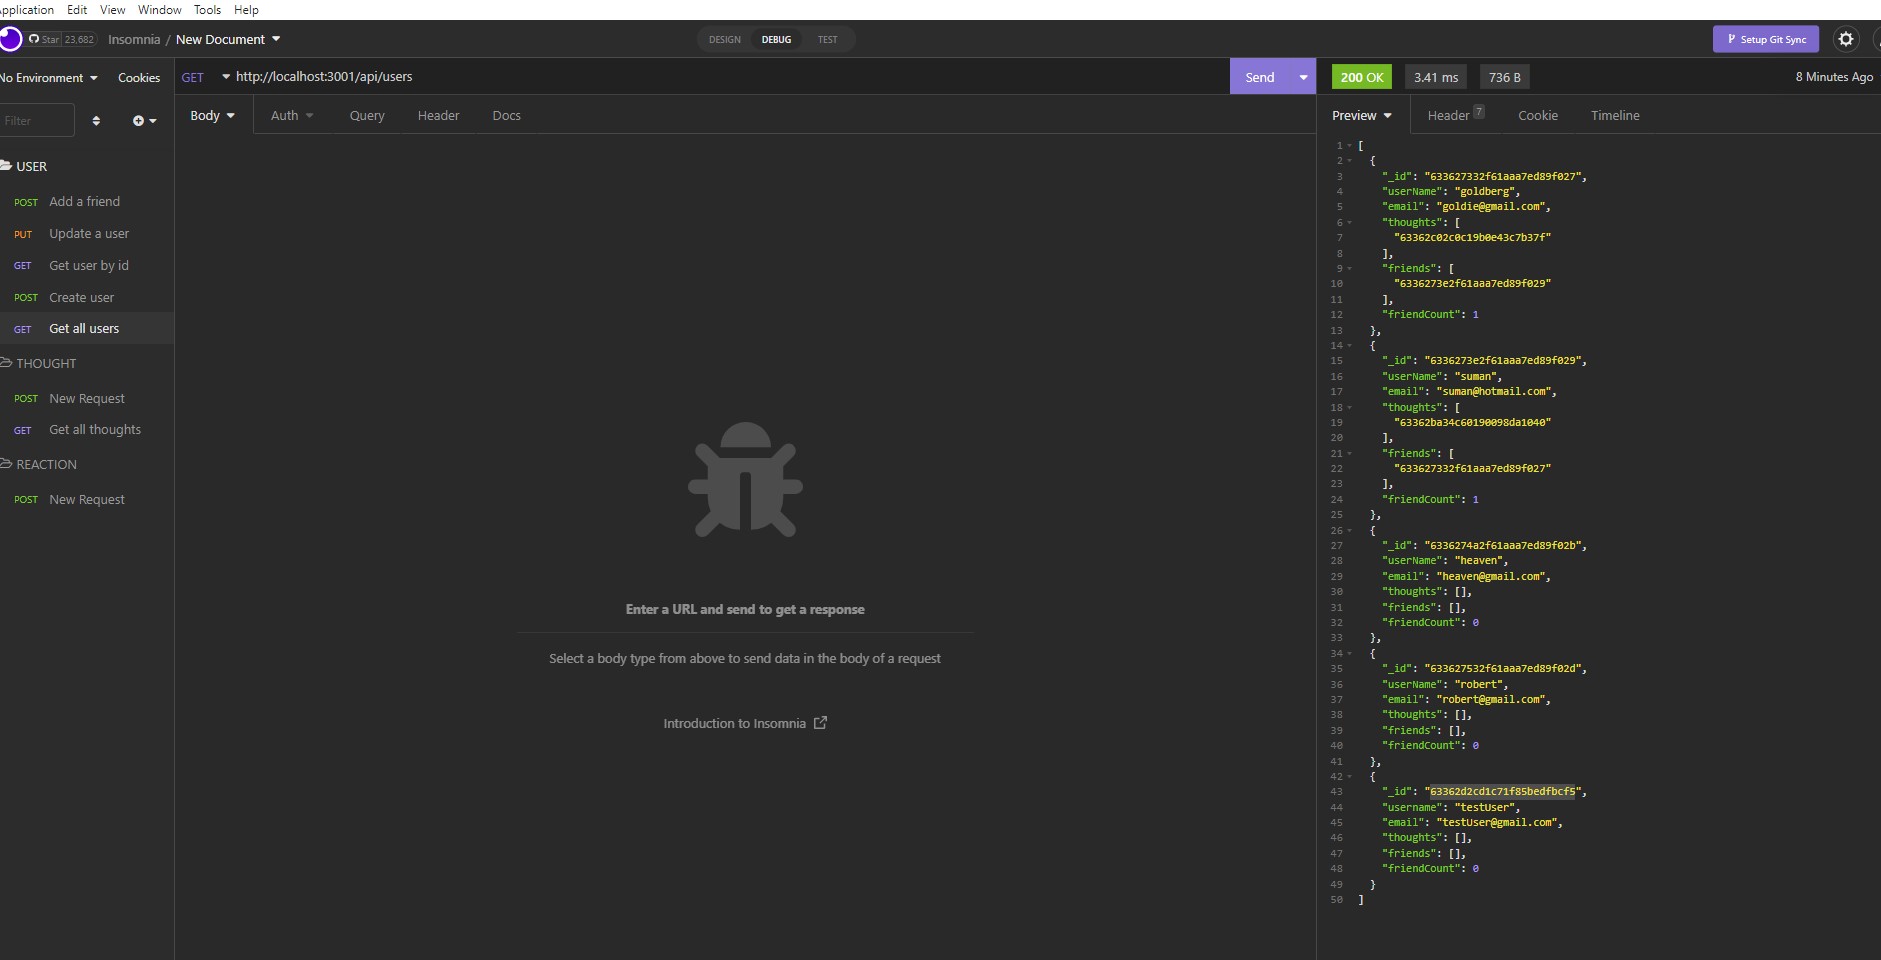 Application Edit View Window Tools Help
Star 23,682 Insomnia / New Document DESIGN DEBUG TEST Setup Git Sync
No Environment Cookies GET http://localhost:3001/api/users Send 200 OK 3.41 ms 736 B 8 Minutes Ago
Filter Body Auth Query Header Docs Preview Header 7 Cookie Timeline
USER
POST Add a friend
PUT Update a user
GET Get user by id
POST Create user
GET Get all users
THOUGHT
POST New Request
GET Get all thoughts
REACTION
POST New Request
Enter a URL and send to get a response
Select a body type from above to send data in the body of a request
Introduction to Insomnia
1 [
2 {
3 "_id": "633627332f61aaa7ed89f027",
4 "userName": "goldberg",
5 "email": "goldie@gmail.com",
6 "thoughts": [
7 "63362c02c0c19b0e43c7b37f"
8 ],
9 "friends": [
10 "6336273e2f61aaa7ed89f029"
11 ],
12 "friendCount": 1
13 },
14 {
15 "_id": "6336273e2f61aaa7ed89f029",
16 "userName": "suman",
17 "email": "suman@hotmail.com",
18 "thoughts": [
19 "63362ba34c60190098da1040"
20 ],
21 "friends": [
22 "633627332f61aaa7ed89f027"
23 ],
24 "friendCount": 1
25 },
26 {
27 "_id": "6336274a2f61aaa7ed89f02b",
28 "userName": "heaven",
29 "email": "heaven@gmail.com",
30 "thoughts": [],
31 "friends": [],
32 "friendCount": 0
33 },
34 {
35 "_id": "633627532f61aaa7ed89f02d",
36 "userName": "robert",
37 "email": "robert@gmail.com",
38 "thoughts": [],
39 "friends": [],
40 "friendCount": 0
41 },
42 {
43 "_id": "63362d2cd1c71f85bedfbcf5",
44 "username": "testUser",
45 "email": "testUser@gmail.com",
46 "thoughts": [],
47 "friends": [],
48 "friendCount": 0
49 }
50 ]